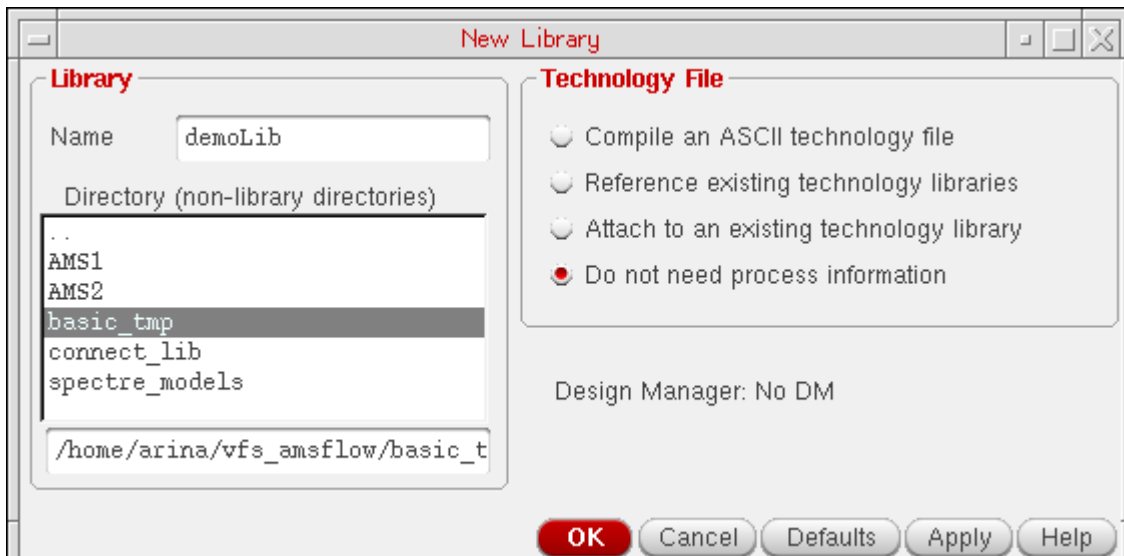 New Library
Library
Name demoLib
Directory (non-library directories)
..
AMS1
AMS2
basic_tmp
connect_lib
spectre_models
/home/arina/vfs_amsflow/basic_t
Technology File
Compile an ASCII technology file
Reference existing technology libraries
Attach to an existing technology library
Do not need process information
Design Manager: No DM
OK Cancel Defaults Apply Help